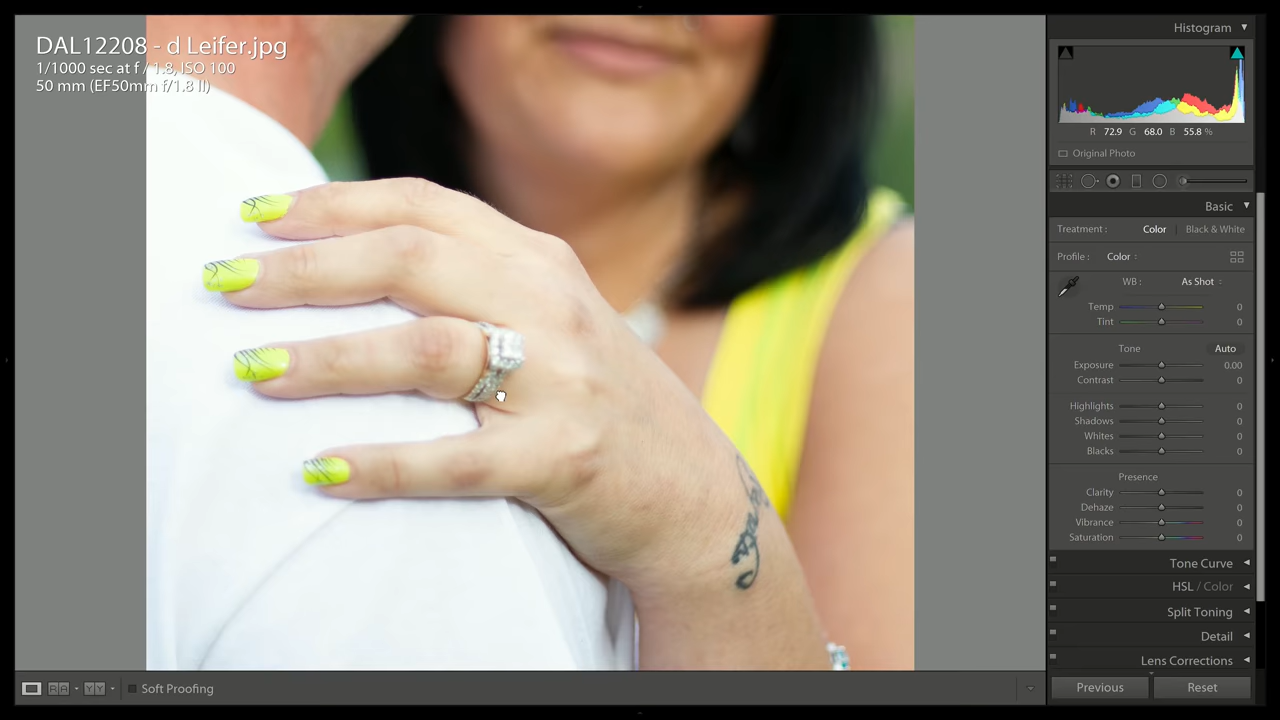 DAL12208 - d Leifer.jpg
1/1000 sec at f / 1.8, ISO 100
50 mm (EF50mm f/1.8 II)
Histogram
R 72.9 G 68.0 B 55.8 %
Original Photo
Basic
Treatment : Color | Black & White
Profile : Color
WB : As Shot
Temp 0
Tint 0
Tone Auto
Exposure 0.00
Contrast 0
Highlights 0
Shadows 0
Whites 0
Blacks 0
Presence
Clarity 0
Dehaze 0
Vibrance 0
Saturation 0
Tone Curve
HSL / Color
Split Toning
Detail
Lens Corrections
Previous Reset
R A Y Y Soft Proofing